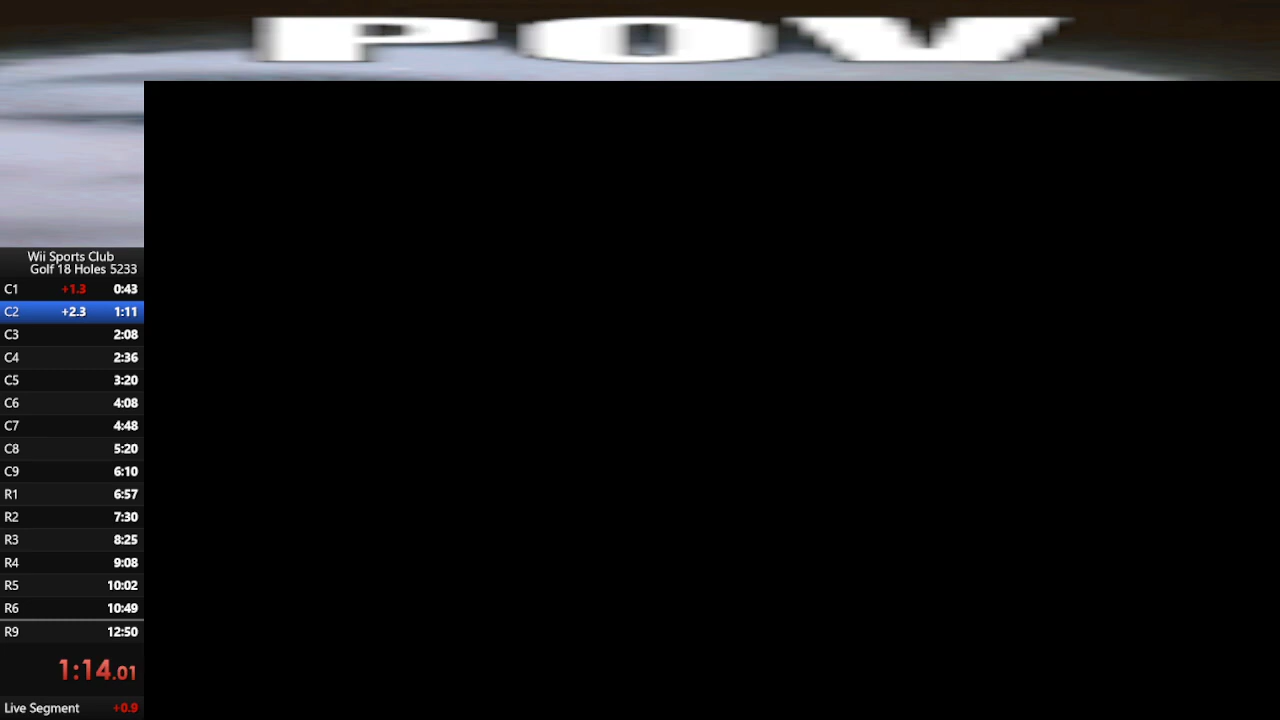 POV
Wii Sports Club
Golf 18 Holes 5233
C1 +1.3 0:43
C2 +2.3 1:11
C3 2:08
C4 2:36
C5 3:20
C6 4:08
C7 4:48
C8 5:20
C9 6:10
R1 6:57
R2 7:30
R3 8:25
R4 9:08
R5 10:02
R6 10:49
R9 12:50
1:14.01
Live Segment +0.9